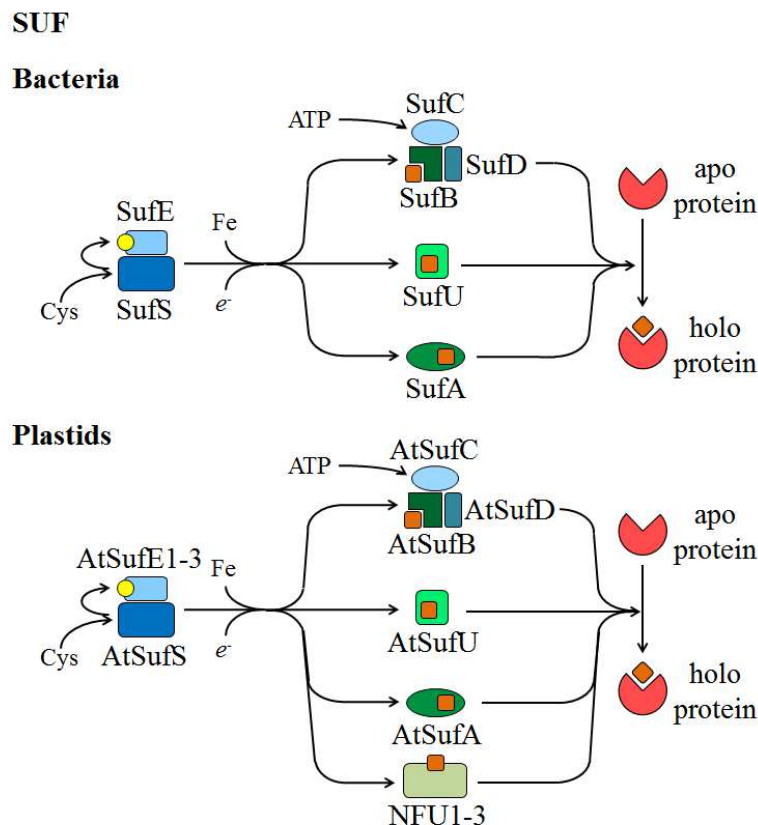 SUF
Bacteria
SufC
ATP
SufD
SufB
apo
protein
SufE
Fe
SufS
Cys
e-
SufU
holo
protein
SufA
Plastids
AtSufC
ATP
AtSufD
AtSufB
apo
protein
AtSufE1-3
Fe
AtSufS
Cys
e-
AtSufU
holo
protein
AtSufA
NFU1-3